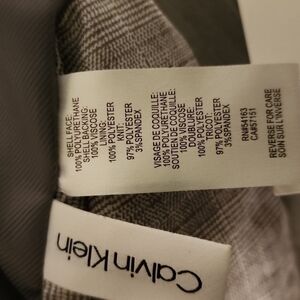 SHELL FACE:
100% POLYURETHANE
SHELL BACKING:
100% VISCOSE
LINING:
100% POLYESTER
KNIT:
97% POLYESTER
3% SPANDEX
VISAGE DE COQUILLE:
100% POLYURETHANE
SOUTIEN DE COQUILLE:
100% VISCOSE
DOUBLURE:
100% POLYESTER
TRICOT:
97% POLYESTER
3%SPANDEX
RN#54163
CA#57151
REVERSE FOR CARE
SOIN SUR L'INVERSE
Calvin Klein